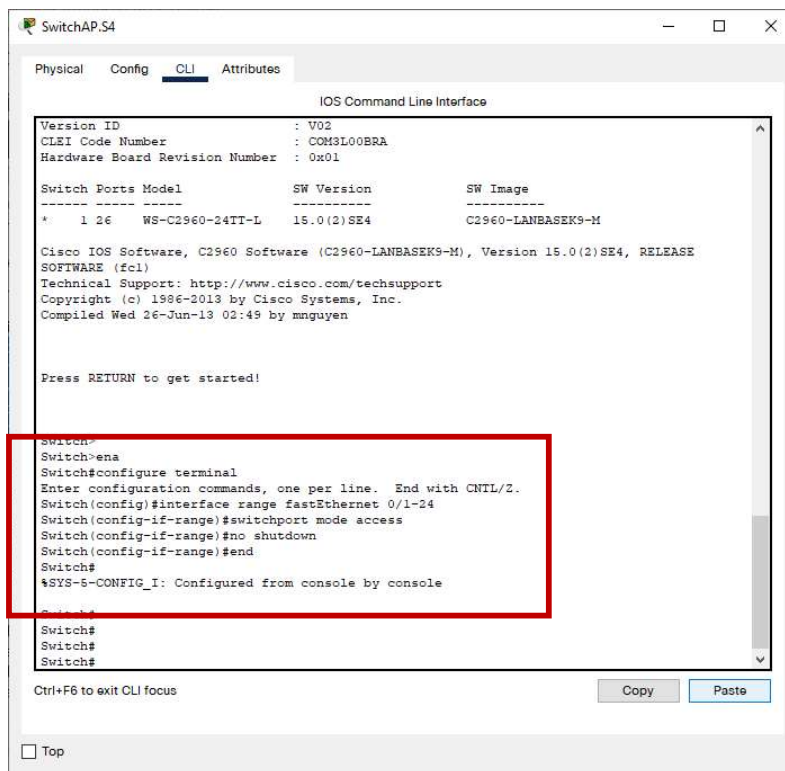 SwitchAP.S4
Physical Config CLI Attributes
IOS Command Line Interface
Version ID : V02
CLEI Code Number : COM3L00BRA
Hardware Board Revision Number : 0x01
Switch Ports Model SW Version SW Image
------ ----- ----- ---------- ----------
* 1 26 WS-C2960-24TT-L 15.0(2)SE4 C2960-LANBASEK9-M
Cisco IOS Software, C2960 Software (C2960-LANBASEK9-M), Version 15.0(2)SE4, RELEASE
SOFTWARE (fc1)
Technical Support: http://www.cisco.com/techsupport
Copyright (c) 1986-2013 by Cisco Systems, Inc.
Compiled Wed 26-Jun-13 02:49 by mnguyen
Press RETURN to get started!
Switch>
Switch>ena
Switch#configure terminal
Enter configuration commands, one per line. End with CNTL/Z.
Switch(config)#interface range fastEthernet 0/1-24
Switch(config-if-range)#switchport mode access
Switch(config-if-range)#no shutdown
Switch(config-if-range)#end
Switch#
%SYS-5-CONFIG_I: Configured from console by console
Switch#
Switch#
Switch#
Switch#
Ctrl+F6 to exit CLI focus
Copy Paste
Top